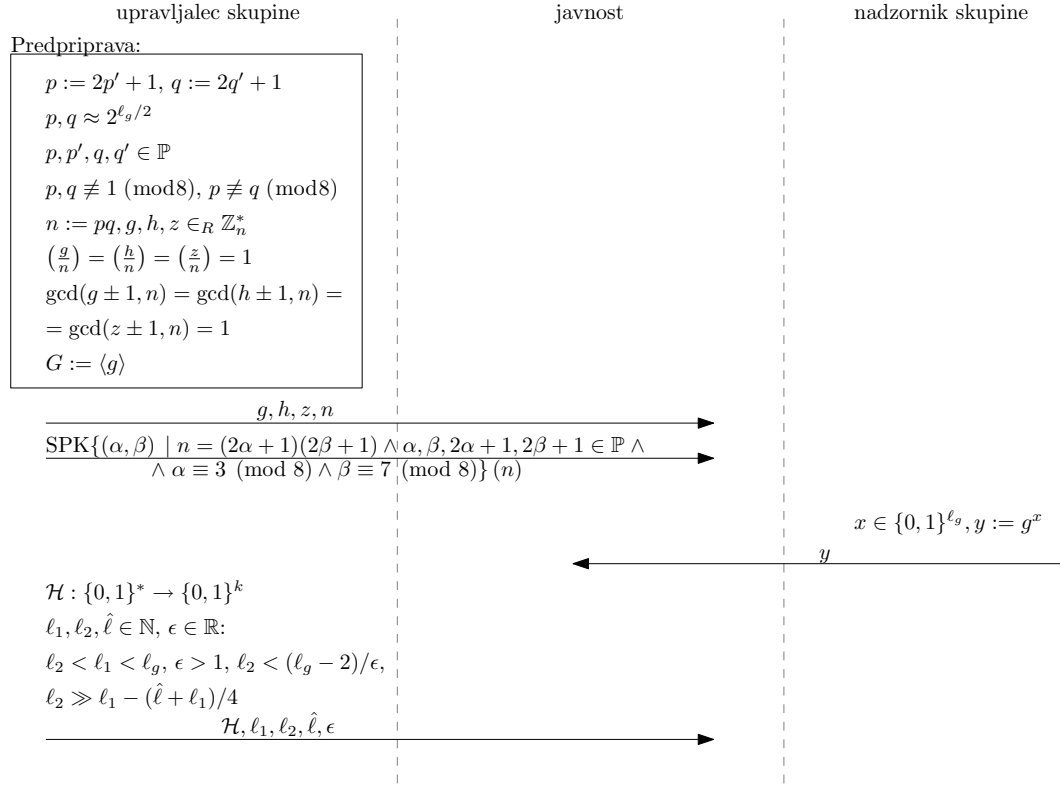 upravljalec skupine javnost nadzornik skupine
Predpriprava:
p := 2p′ + 1, q := 2q′ + 1
p, q ≈ 2^{ℓ_g/2}
p, p′, q, q′ ∈ ℙ
p, q ≢ 1 (mod8), p ≢ q (mod8)
n := pq, g, h, z ∈_R ℤ_n^*
(g/n) = (h/n) = (z/n) = 1
gcd(g ± 1, n) = gcd(h ± 1, n) =
= gcd(z ± 1, n) = 1
G := ⟨g⟩
g, h, z, n
SPK{(α, β) | n = (2α + 1)(2β + 1) ∧ α, β, 2α + 1, 2β + 1 ∈ ℙ ∧
∧ α ≡ 3 (mod 8) ∧ β ≡ 7 (mod 8)} (n)
x ∈ {0, 1}^{ℓ_g}, y := g^x
y
ℋ : {0, 1}^* → {0, 1}^k
ℓ_1, ℓ_2, ℓ̂ ∈ ℕ, ϵ ∈ ℝ:
ℓ_2 < ℓ_1 < ℓ_g, ϵ > 1, ℓ_2 < (ℓ_g − 2)/ϵ,
ℓ_2 ≫ ℓ_1 − (ℓ̂ + ℓ_1)/4
ℋ, ℓ_1, ℓ_2, ℓ̂, ϵ